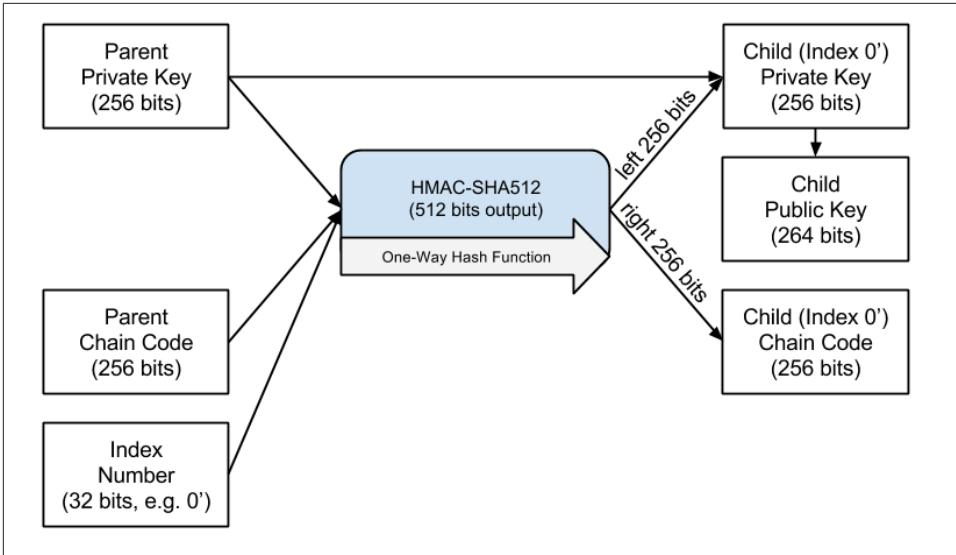 Parent
Private Key
(256 bits)
Parent
Chain Code
(256 bits)
Index
Number
(32 bits, e.g. 0’)
HMAC-SHA512
(512 bits output)
One-Way Hash Function
left 256 bits
right 256 bits
Child (Index 0’)
Private Key
(256 bits)
Child
Public Key
(264 bits)
Child (Index 0’)
Chain Code
(256 bits)